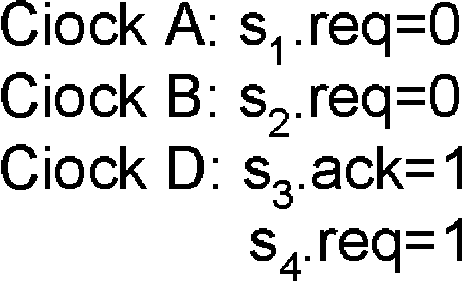 Ciock A: s₁.req=0
Ciock B: s₂.req=0
Ciock D: s₃.ack=1
s₄.req=1